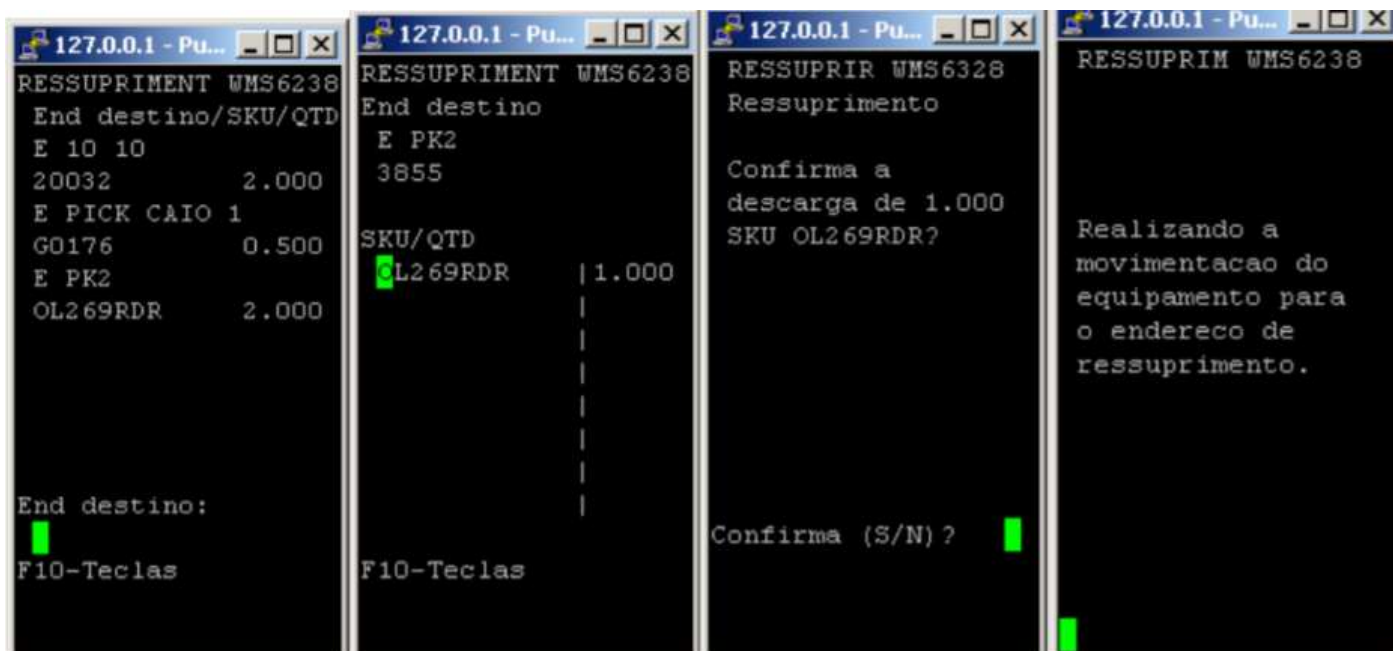 127.0.0.1 - Pu...
RESSUPRIMENT WMS6238
End destino/SKU/QTD
E 10 10
20032 2.000
E PICK CAIO 1
G0176 0.500
E PK2
OL269RDR 2.000
End destino:
F10-Teclas
127.0.0.1 - Pu...
RESSUPRIMENT WMS6238
End destino
E PK2
3855
SKU/QTD
OL269RDR |1.000
|
|
|
|
|
|
|
F10-Teclas
127.0.0.1 - Pu...
RESSUPRIR WMS6328
Ressuprimento
Confirma a
descarga de 1.000
SKU OL269RDR?
Confirma (S/N)?
127.0.0.1 - Pu...
RESSUPRIM WMS6238
Realizando a
movimentacao do
equipamento para
o endereco de
ressuprimento.